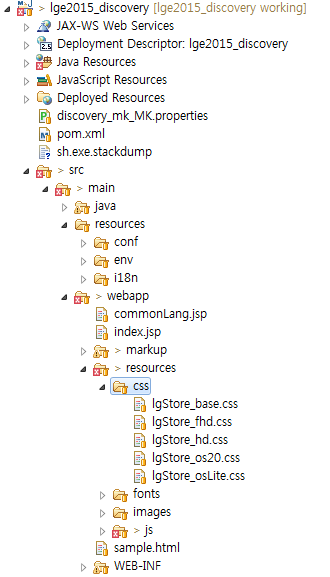 > lge2015_discovery [lge2015_discovery working]
JAX-WS Web Services
Deployment Descriptor: lge2015_discovery
Java Resources
JavaScript Resources
Deployed Resources
discovery_mk_MK.properties
pom.xml
sh.exe.stackdump
> src
> main
java
resources
conf
env
i18n
> webapp
commonLang.jsp
index.jsp
> markup
> resources
css
lgStore_base.css
lgStore_fhd.css
lgStore_hd.css
lgStore_os20.css
lgStore_osLite.css
fonts
images
> js
sample.html
> WEB-INF